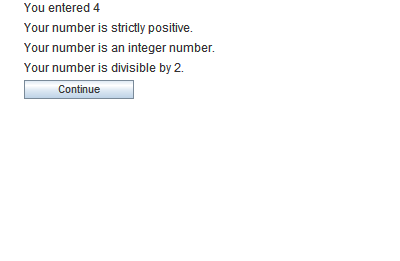 You entered 4
Your number is strictly positive.
Your number is an integer number.
Your number is divisible by 2.
Continue